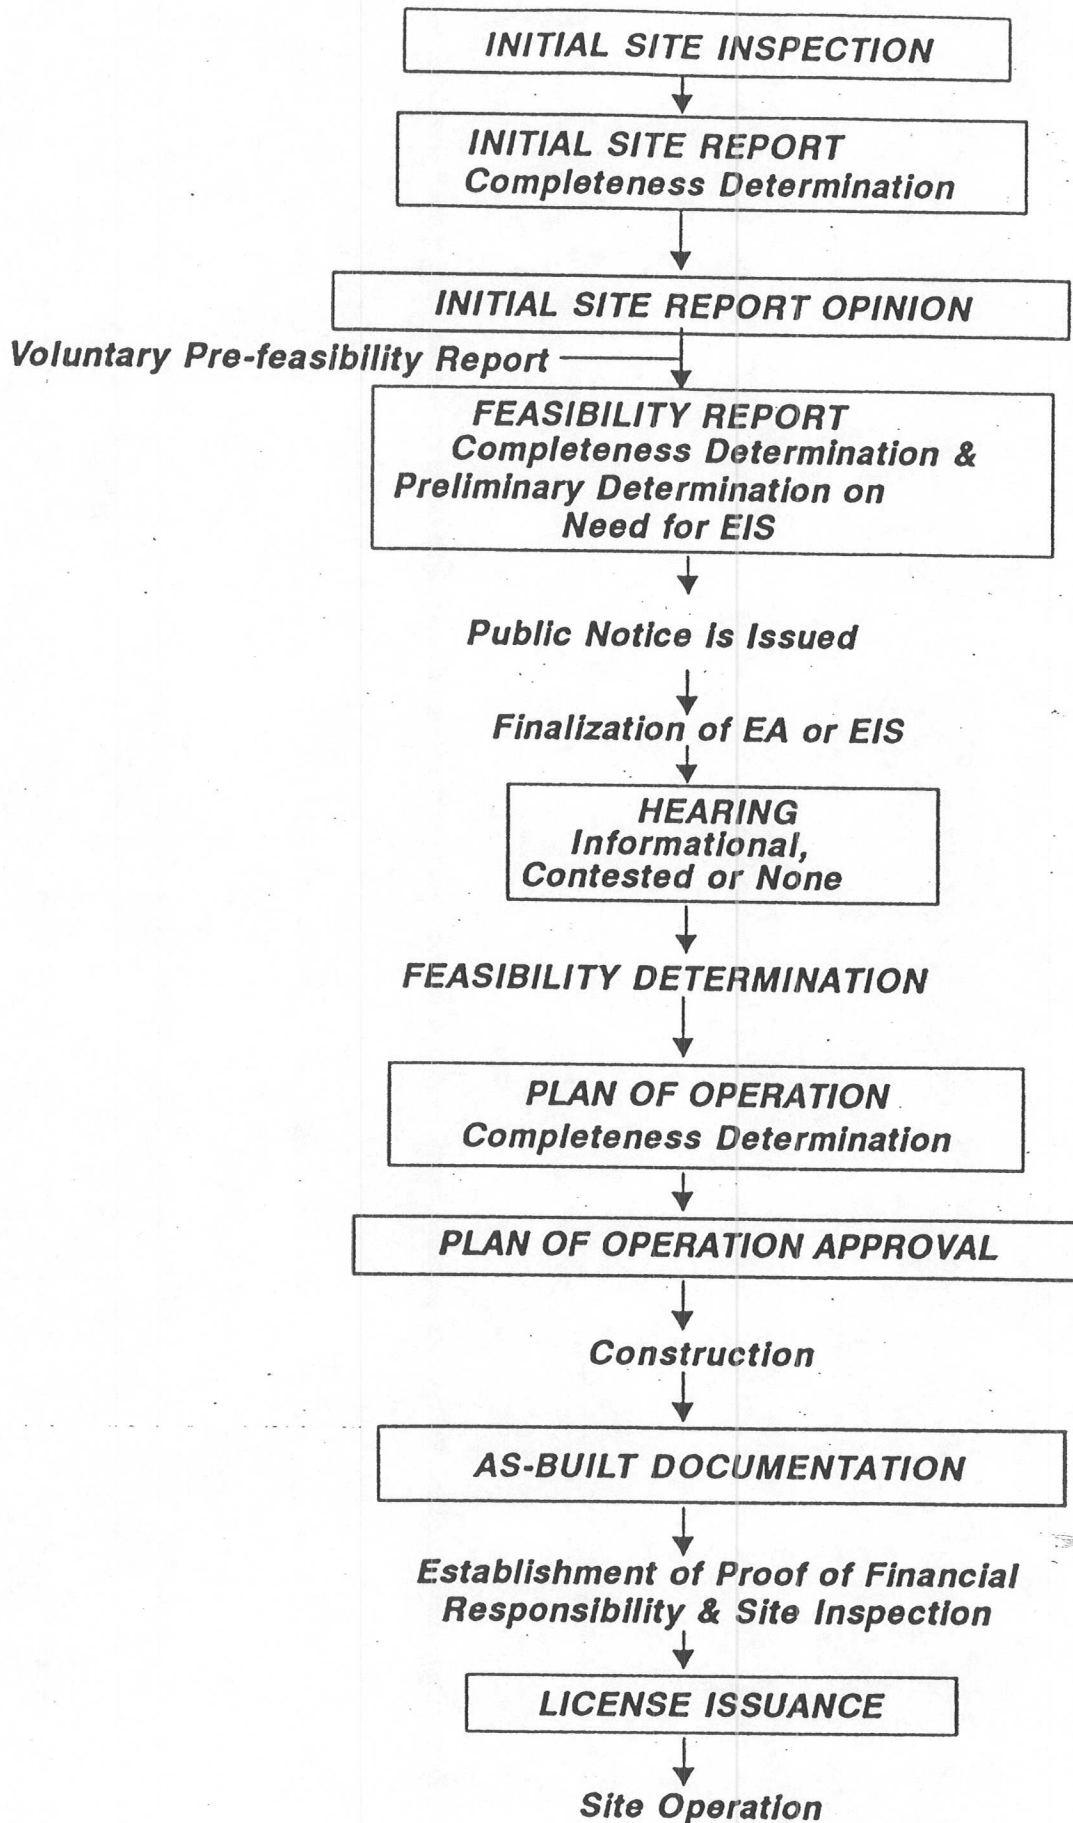 INITIAL SITE INSPECTION
INITIAL SITE REPORT
Completeness Determination
INITIAL SITE REPORT OPINION
Voluntary Pre-feasibility Report
FEASIBILITY REPORT
Completeness Determination &
Preliminary Determination on
Need for EIS
Public Notice is Issued
Finalization of EA or EIS
HEARING
Informational,
Contested or None
FEASIBILITY DETERMINATION
PLAN OF OPERATION
Completeness Determination
PLAN OF OPERATION APPROVAL
Construction
AS-BUILT DOCUMENTATION
Establishment of Proof of Financial
Responsibility & Site Inspection
LICENSE ISSUANCE
Site Operation